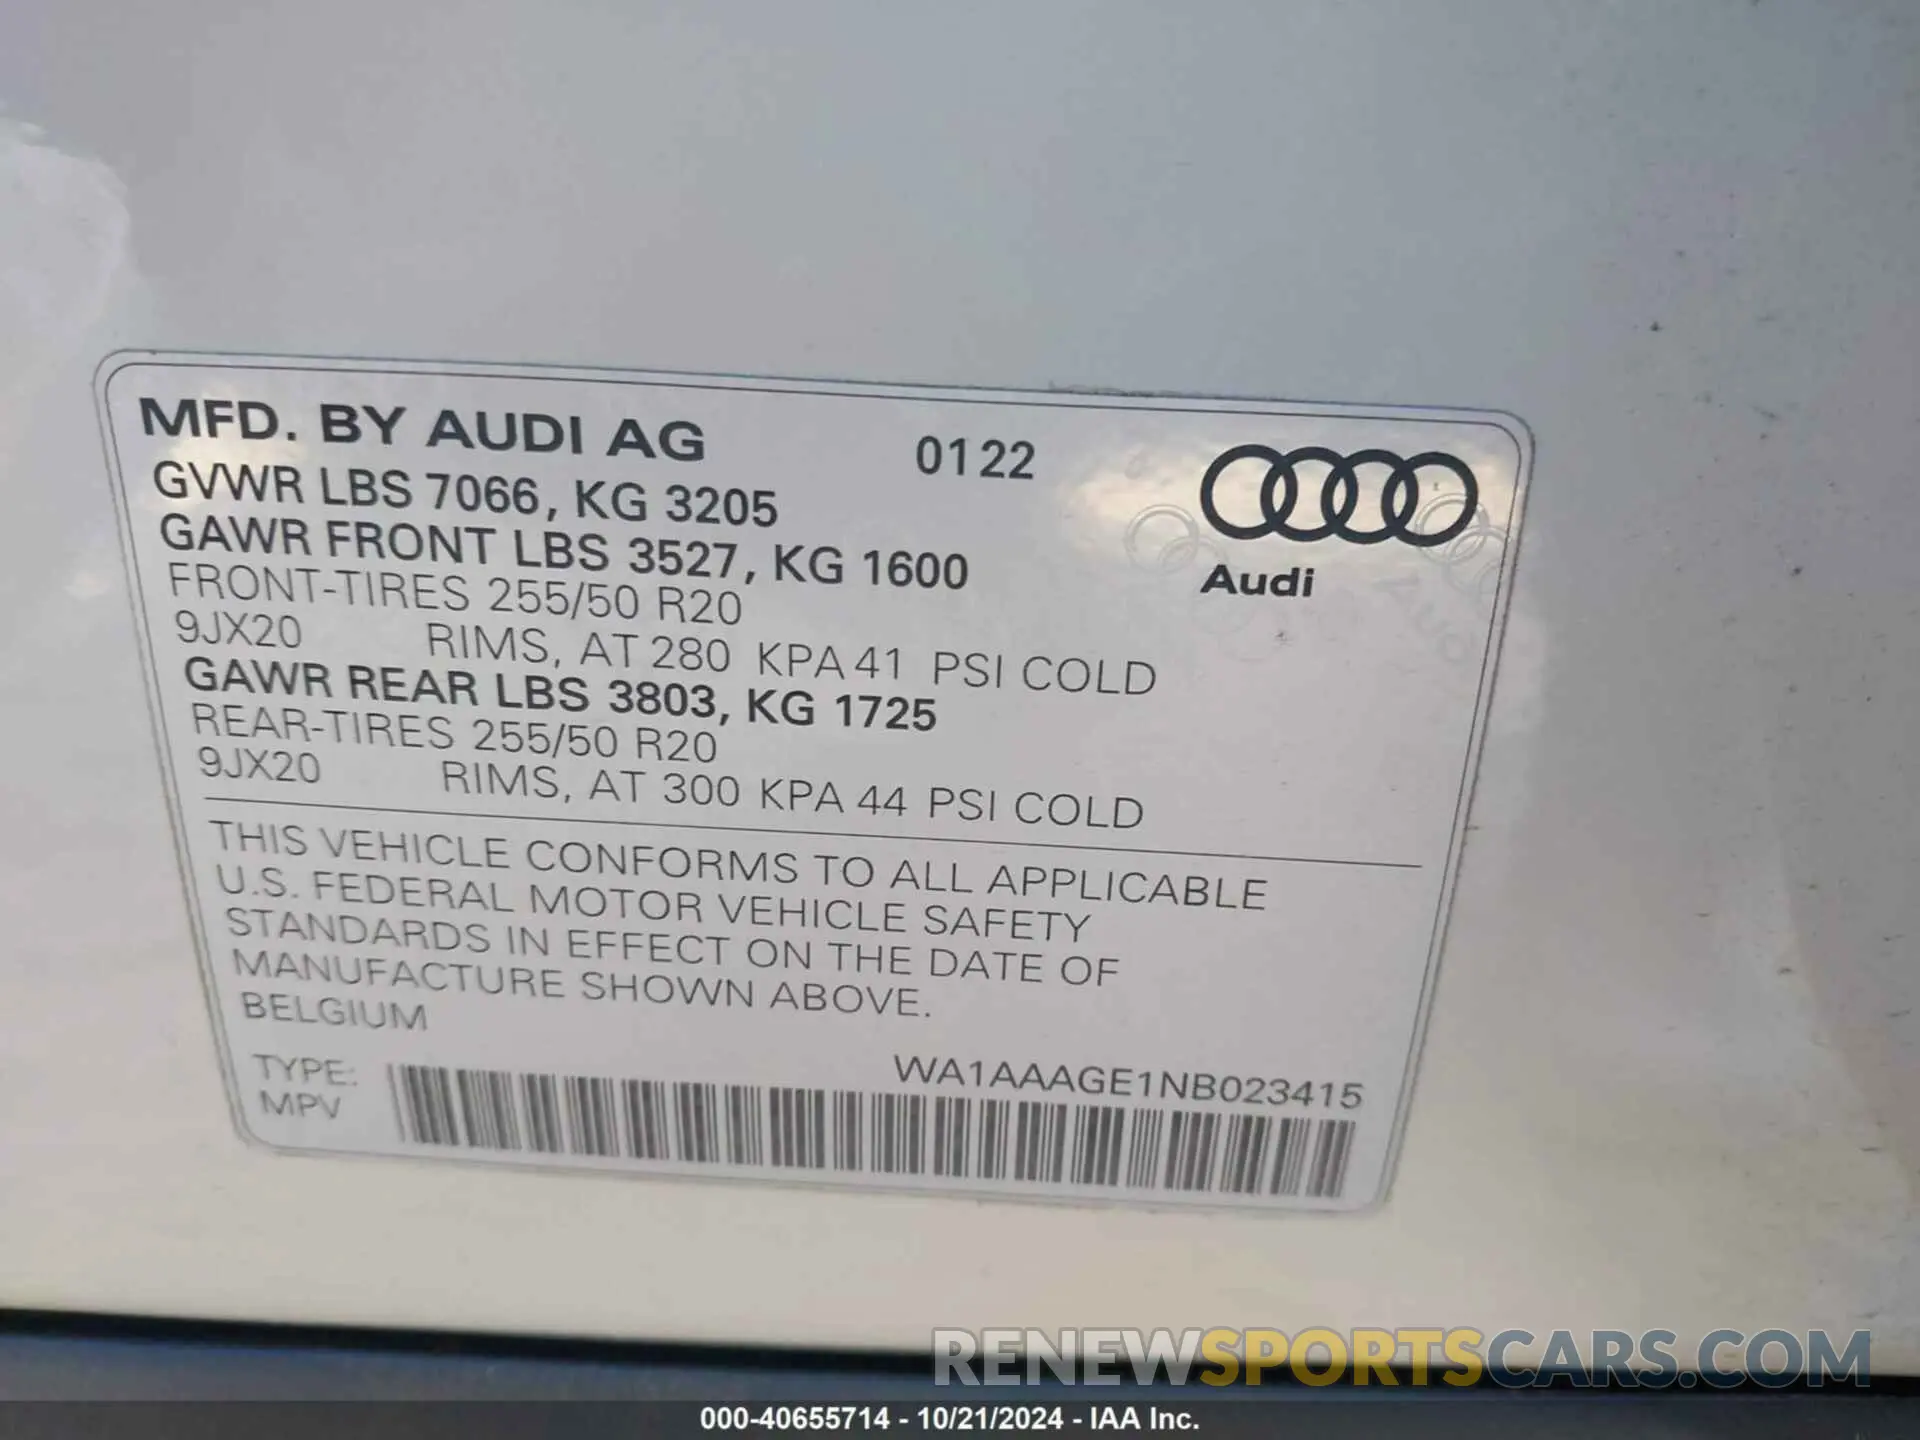 MFD. BY AUDI AG 0122
GVWR LBS 7066, KG 3205
GAWR FRONT LBS 3527, KG 1600
FRONT-TIRES 255/50 R20
9JX20 RIMS, AT 280 KPA 41 PSI COLD
GAWR REAR LBS 3803, KG 1725
REAR-TIRES 255/50 R20
9JX20 RIMS, AT 300 KPA 44 PSI COLD
Audi
THIS VEHICLE CONFORMS TO ALL APPLICABLE
U.S. FEDERAL MOTOR VEHICLE SAFETY
STANDARDS IN EFFECT ON THE DATE OF
MANUFACTURE SHOWN ABOVE.
BELGIUM
TYPE: WA1AAAGE1NB023415
MPV
RENEWSPORTSCARS.COM
000-40655714 - 10/21/2024 - IAA Inc.